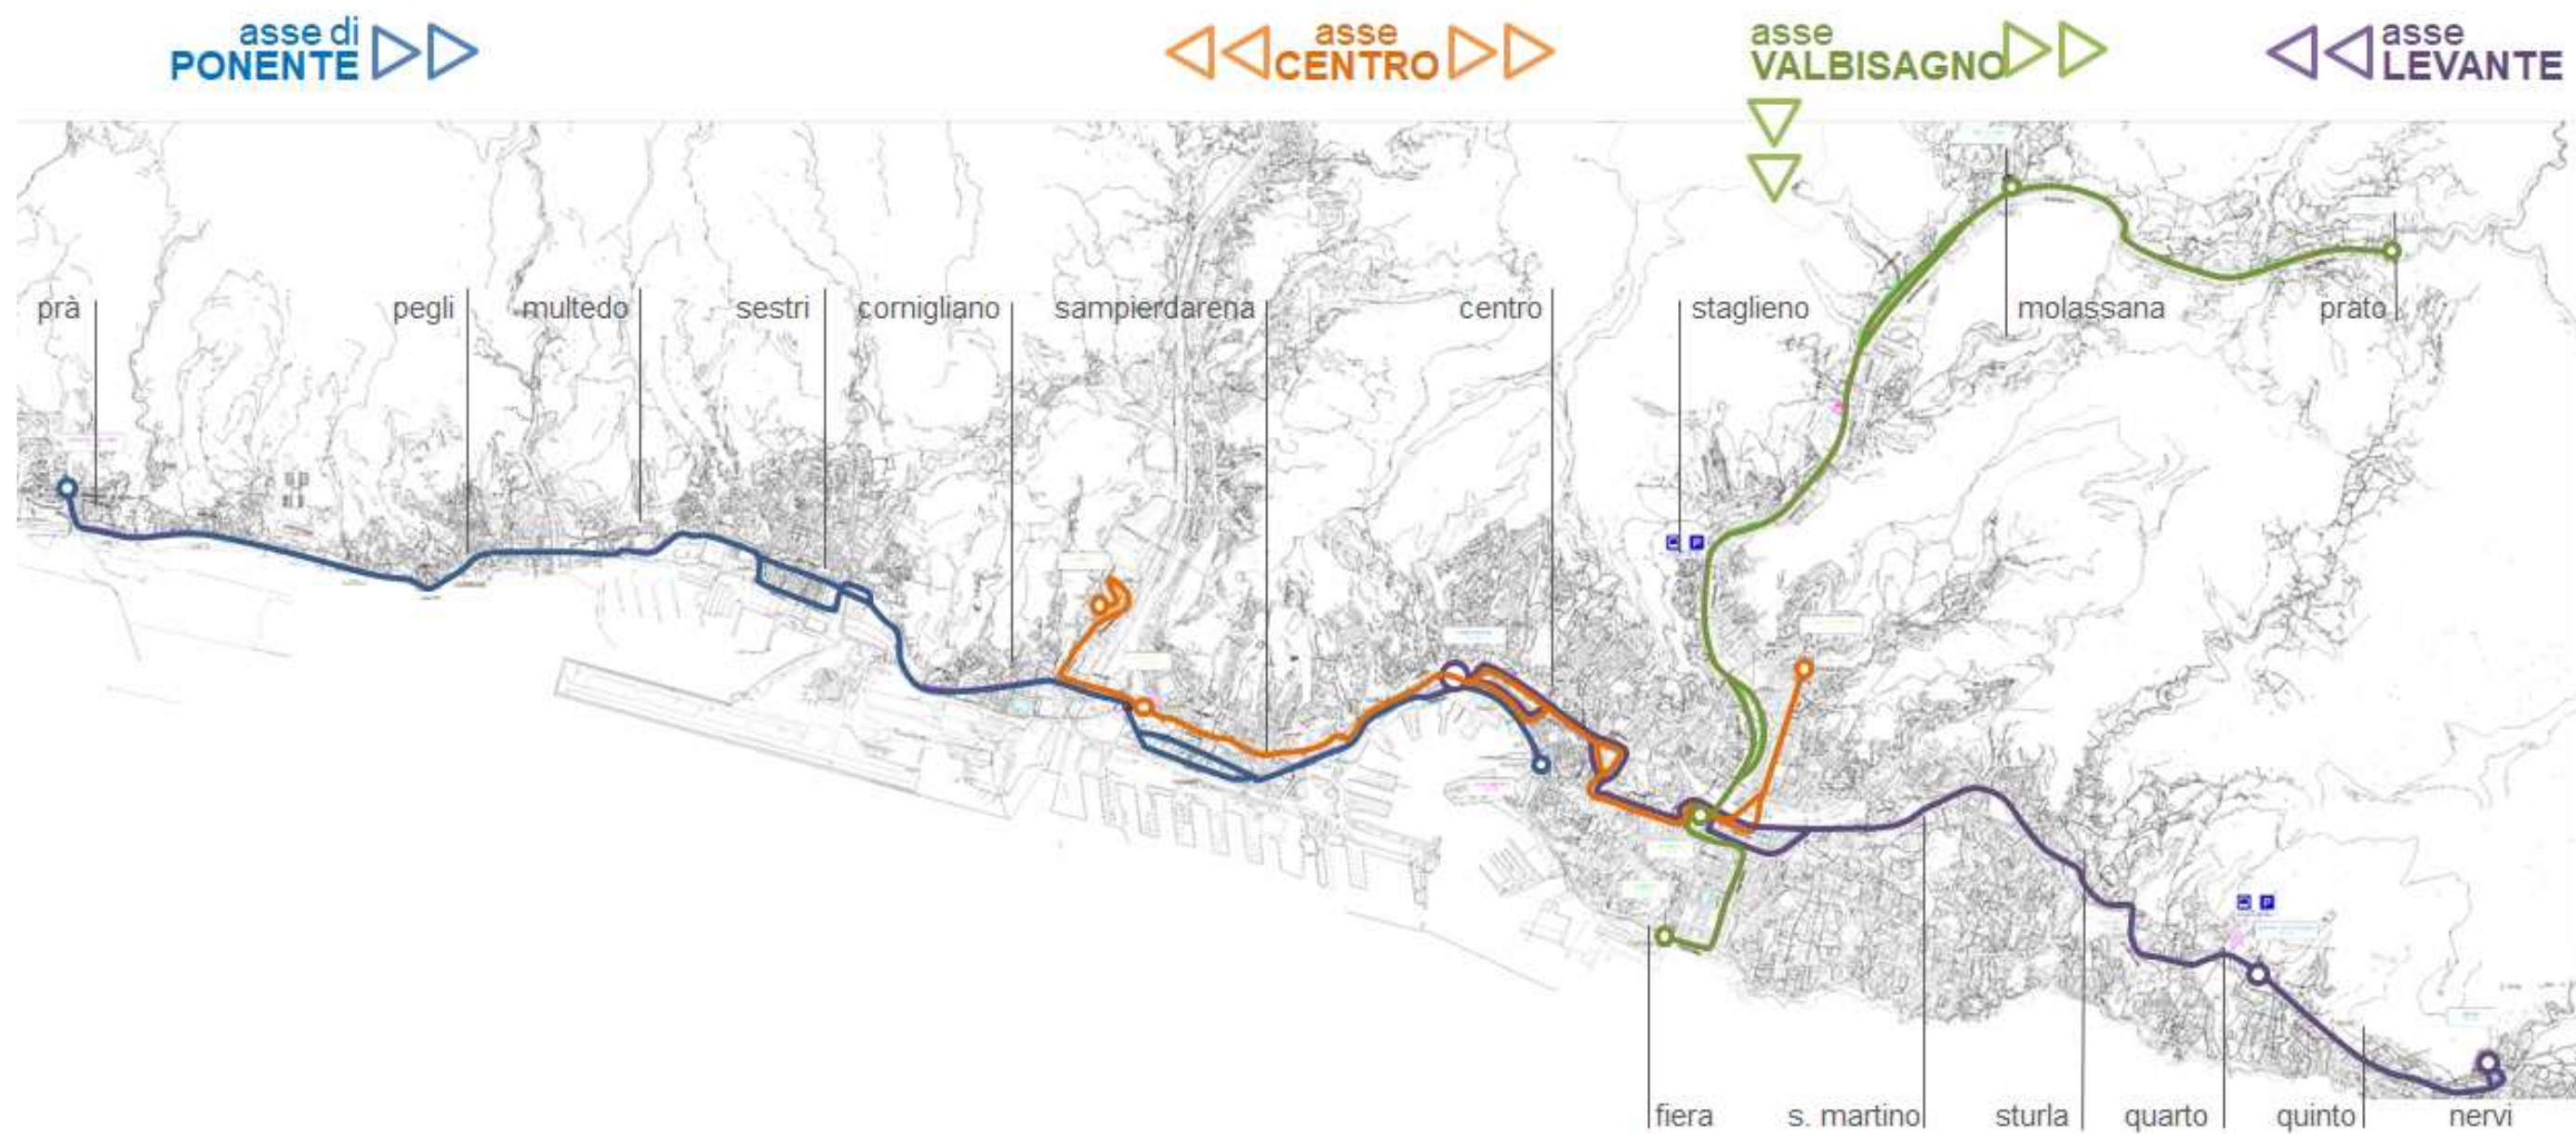 asse di
PONENTE
asse
CENTRO
asse
VALBISAGNO
asse
LEVANTE
prà
pegli
multedo
sestri
cornigliano
sampierdarena
centro
staglieno
molassana
prato
P
P
fiera
s. martino
sturla
quarto
quinto
nervi